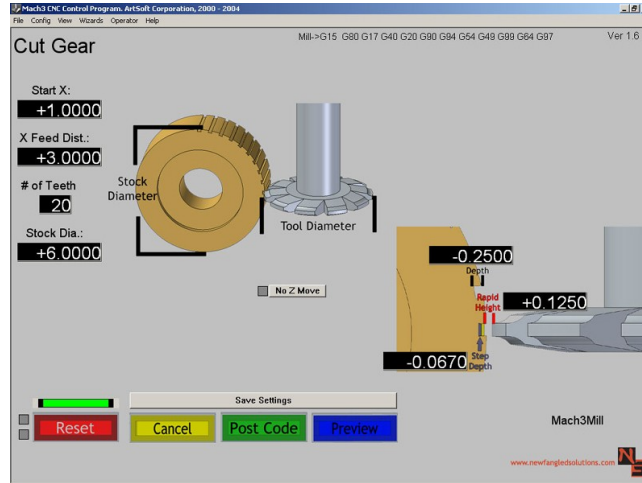 Mach3 CNC Control Program. ArtSoft Corporation, 2000 - 2004
File Config View Wizards Operator Help
Cut Gear
Mill->G15 G80 G17 G40 G20 G90 G94 G54 G49 G99 G64 G97
Ver 1.6
Start X:
+1.0000
X Feed Dist.:
+3.0000
# of Teeth
20
Stock Dia.:
+6.0000
Stock
Diameter
Tool Diameter
No Z Move
-0.2500
Depth
Rapid
Height
+0.1250
-0.0670
Step
Depth
Save Settings
Reset
Cancel
Post Code
Preview
Mach3Mill
www.newfangledsolutions.com